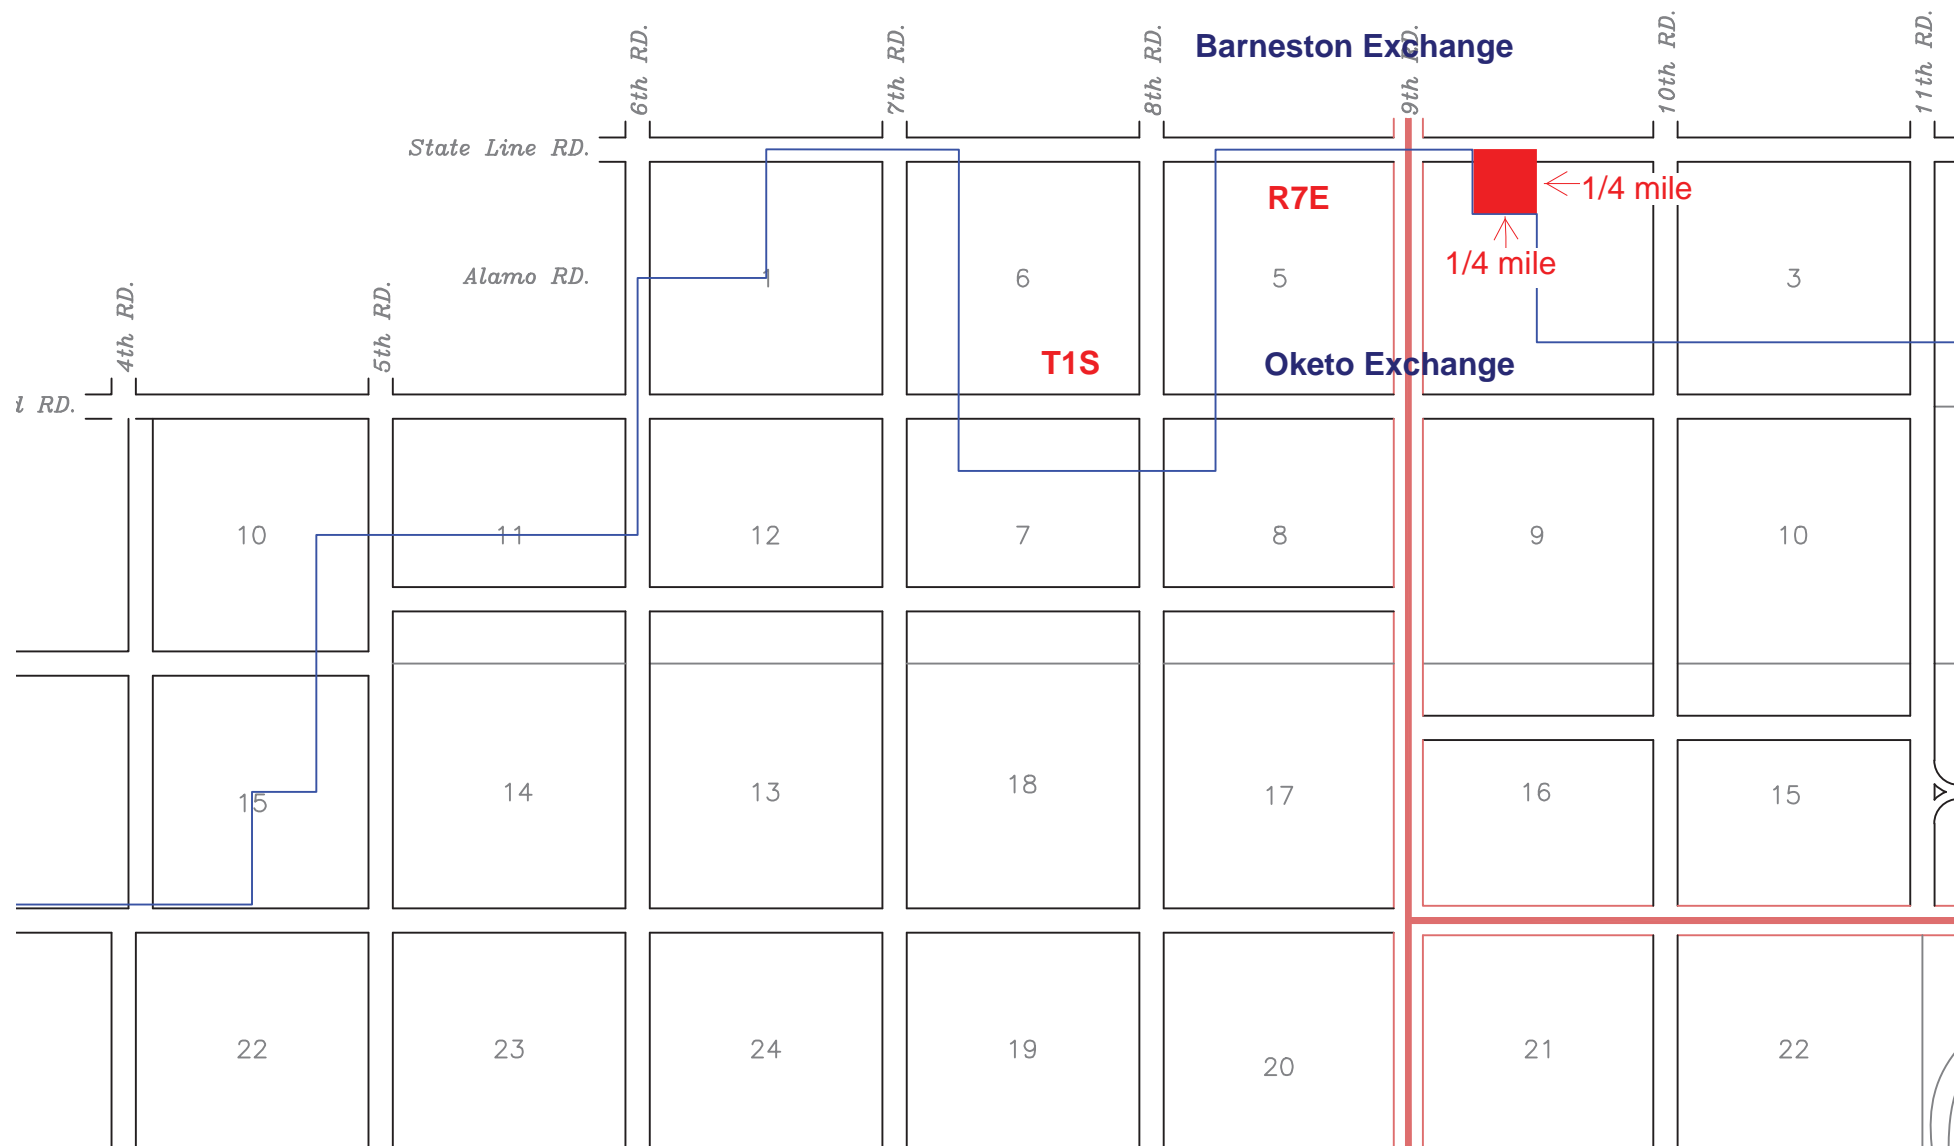 6th RD.
7th RD.
8th RD.
9th RD.
10th RD.
11th RD.
Barneston Exchange
State Line RD.
R7E
1/4 mile
1/4 mile
Alamo RD.
1
6
5
3
4th RD.
5th RD.
T1S
Oketo Exchange
RD.
10
11
12
7
8
9
10
15
14
13
18
17
16
15
22
23
24
19
20
21
22